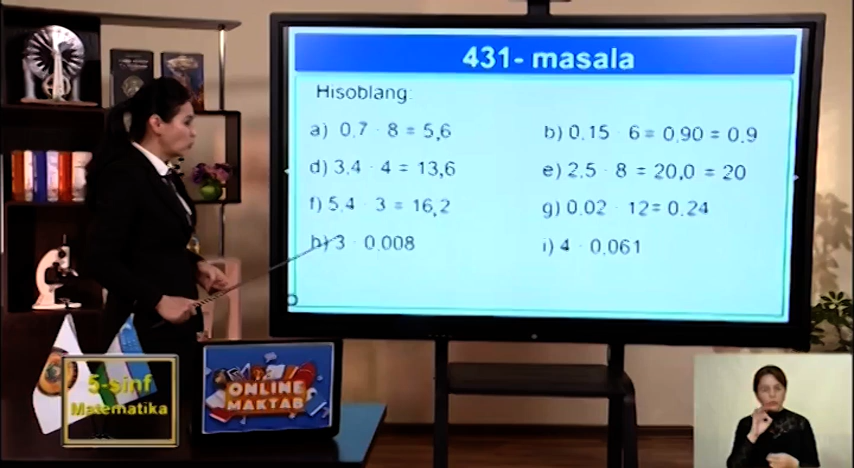 431- masala
Hisoblang:
a) 0,7 · 8 = 5,6
b) 0,15 · 6 = 0,90 = 0,9
d) 3,4 · 4 = 13,6
e) 2,5 · 8 = 20,0 = 20
f) 5,4 · 3 = 16,2
g) 0,02 · 12= 0,24
h) 3 · 0,008
i) 4 · 0,061
5-sinf
Matematika
ONLINE
MAKTAB